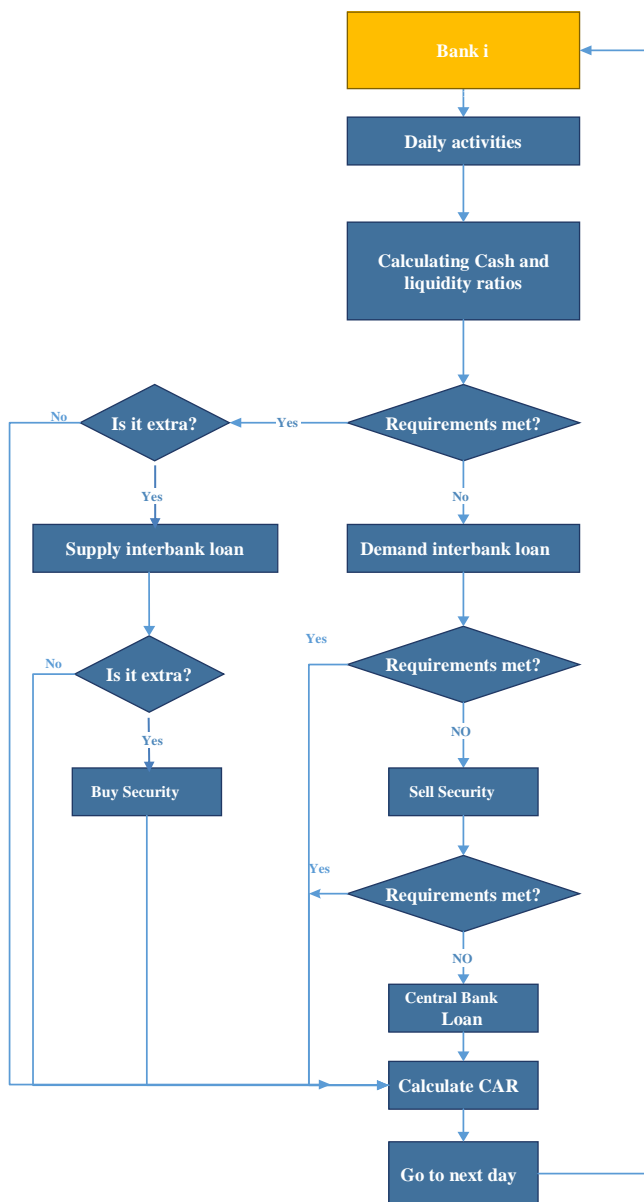 Bank i
Daily activities
Calculating Cash and
liquidity ratios
No
Is it extra?
Yes
Requirements met?
Yes
No
Supply interbank loan
Demand interbank loan
No
Is it extra?
Yes
Requirements met?
Yes
NO
Buy Security
Sell Security
Yes
Requirements met?
NO
Central Bank
Loan
Calculate CAR
Go to next day